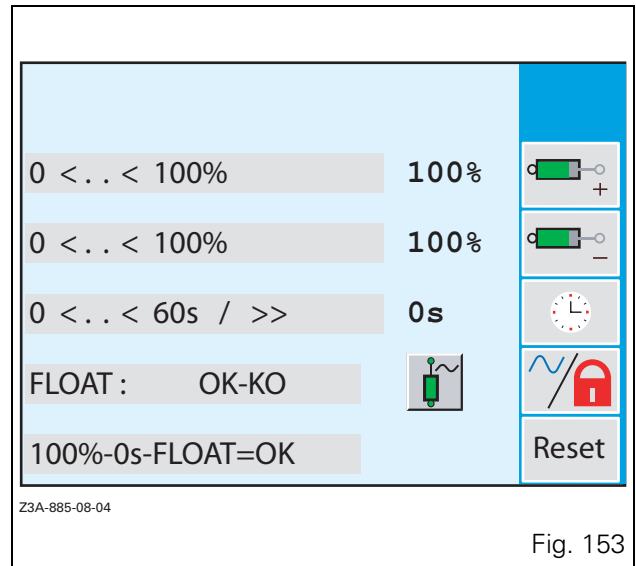 0 <..< 100% 100% +
0 <..< 100% 100% −
0 <..< 60s / >> 0s
FLOAT: OK-KO
100%-0s-FLOAT=OK Reset
Z3A-885-08-04
Fig. 153